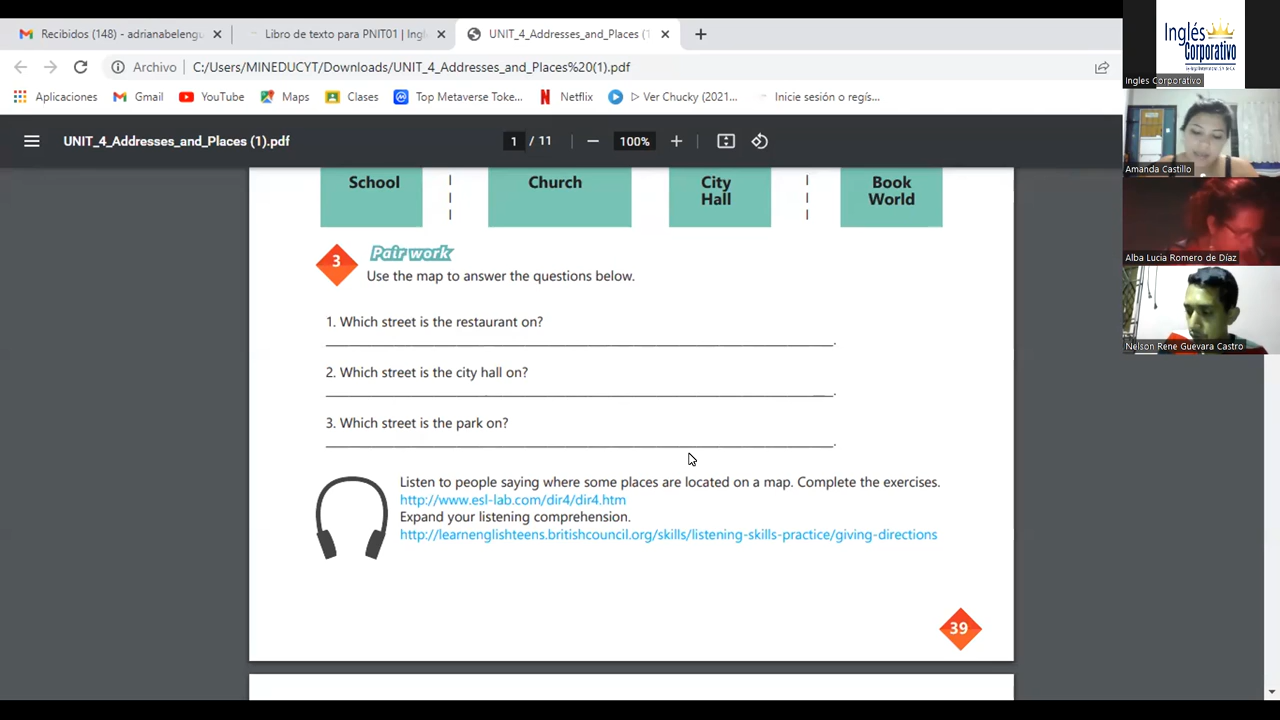 Recibidos (148) - adrianabelengu
Libro de texto para PNIT01 | Ingl
UNIT_4_Addresses_and_Places (1
Archivo
C:/Users/MINEDUCYT/Downloads/UNIT_4_Addresses_and_Places%20(1).pdf
Aplicaciones
Gmail
YouTube
Maps
Clases
Top Metaverse Toke...
Netflix
Ver Chucky (2021...
Inicie sesión o regís...
UNIT_4_Addresses_and_Places (1).pdf
1 / 11
100%
School
Church
City
Hall
Book
World
3
Pair work
Use the map to answer the questions below.
1. Which street is the restaurant on?
2. Which street is the city hall on?
3. Which street is the park on?
Listen to people saying where some places are located on a map. Complete the exercises.
http://www.esl-lab.com/dir4/dir4.htm
Expand your listening comprehension.
http://learnenglishteens.britishcouncil.org/skills/listening-skills-practice/giving-directions
39
Inglés
Corporativo
Ingles Corporativo
Amanda Castillo
Alba Lucia Romero de Díaz
Nelson Rene Guevara Castro